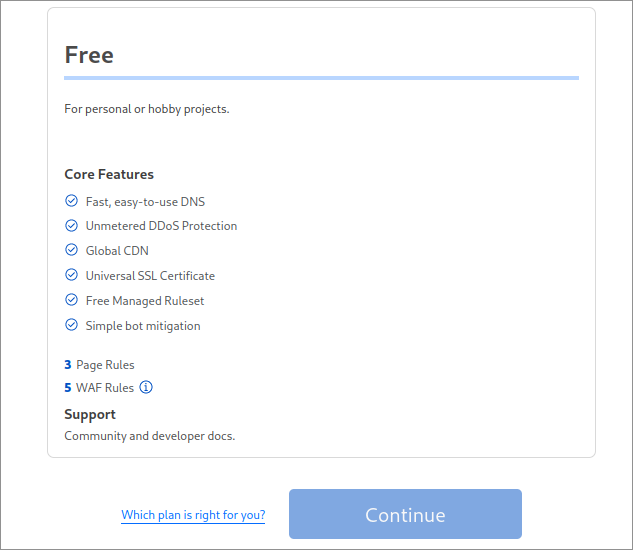 Free
For personal or hobby projects.
Core Features
Fast, easy-to-use DNS
Unmetered DDoS Protection
Global CDN
Universal SSL Certificate
Free Managed Ruleset
Simple bot mitigation
3 Page Rules
5 WAF Rules
Support
Community and developer docs.
Which plan is right for you?
Continue